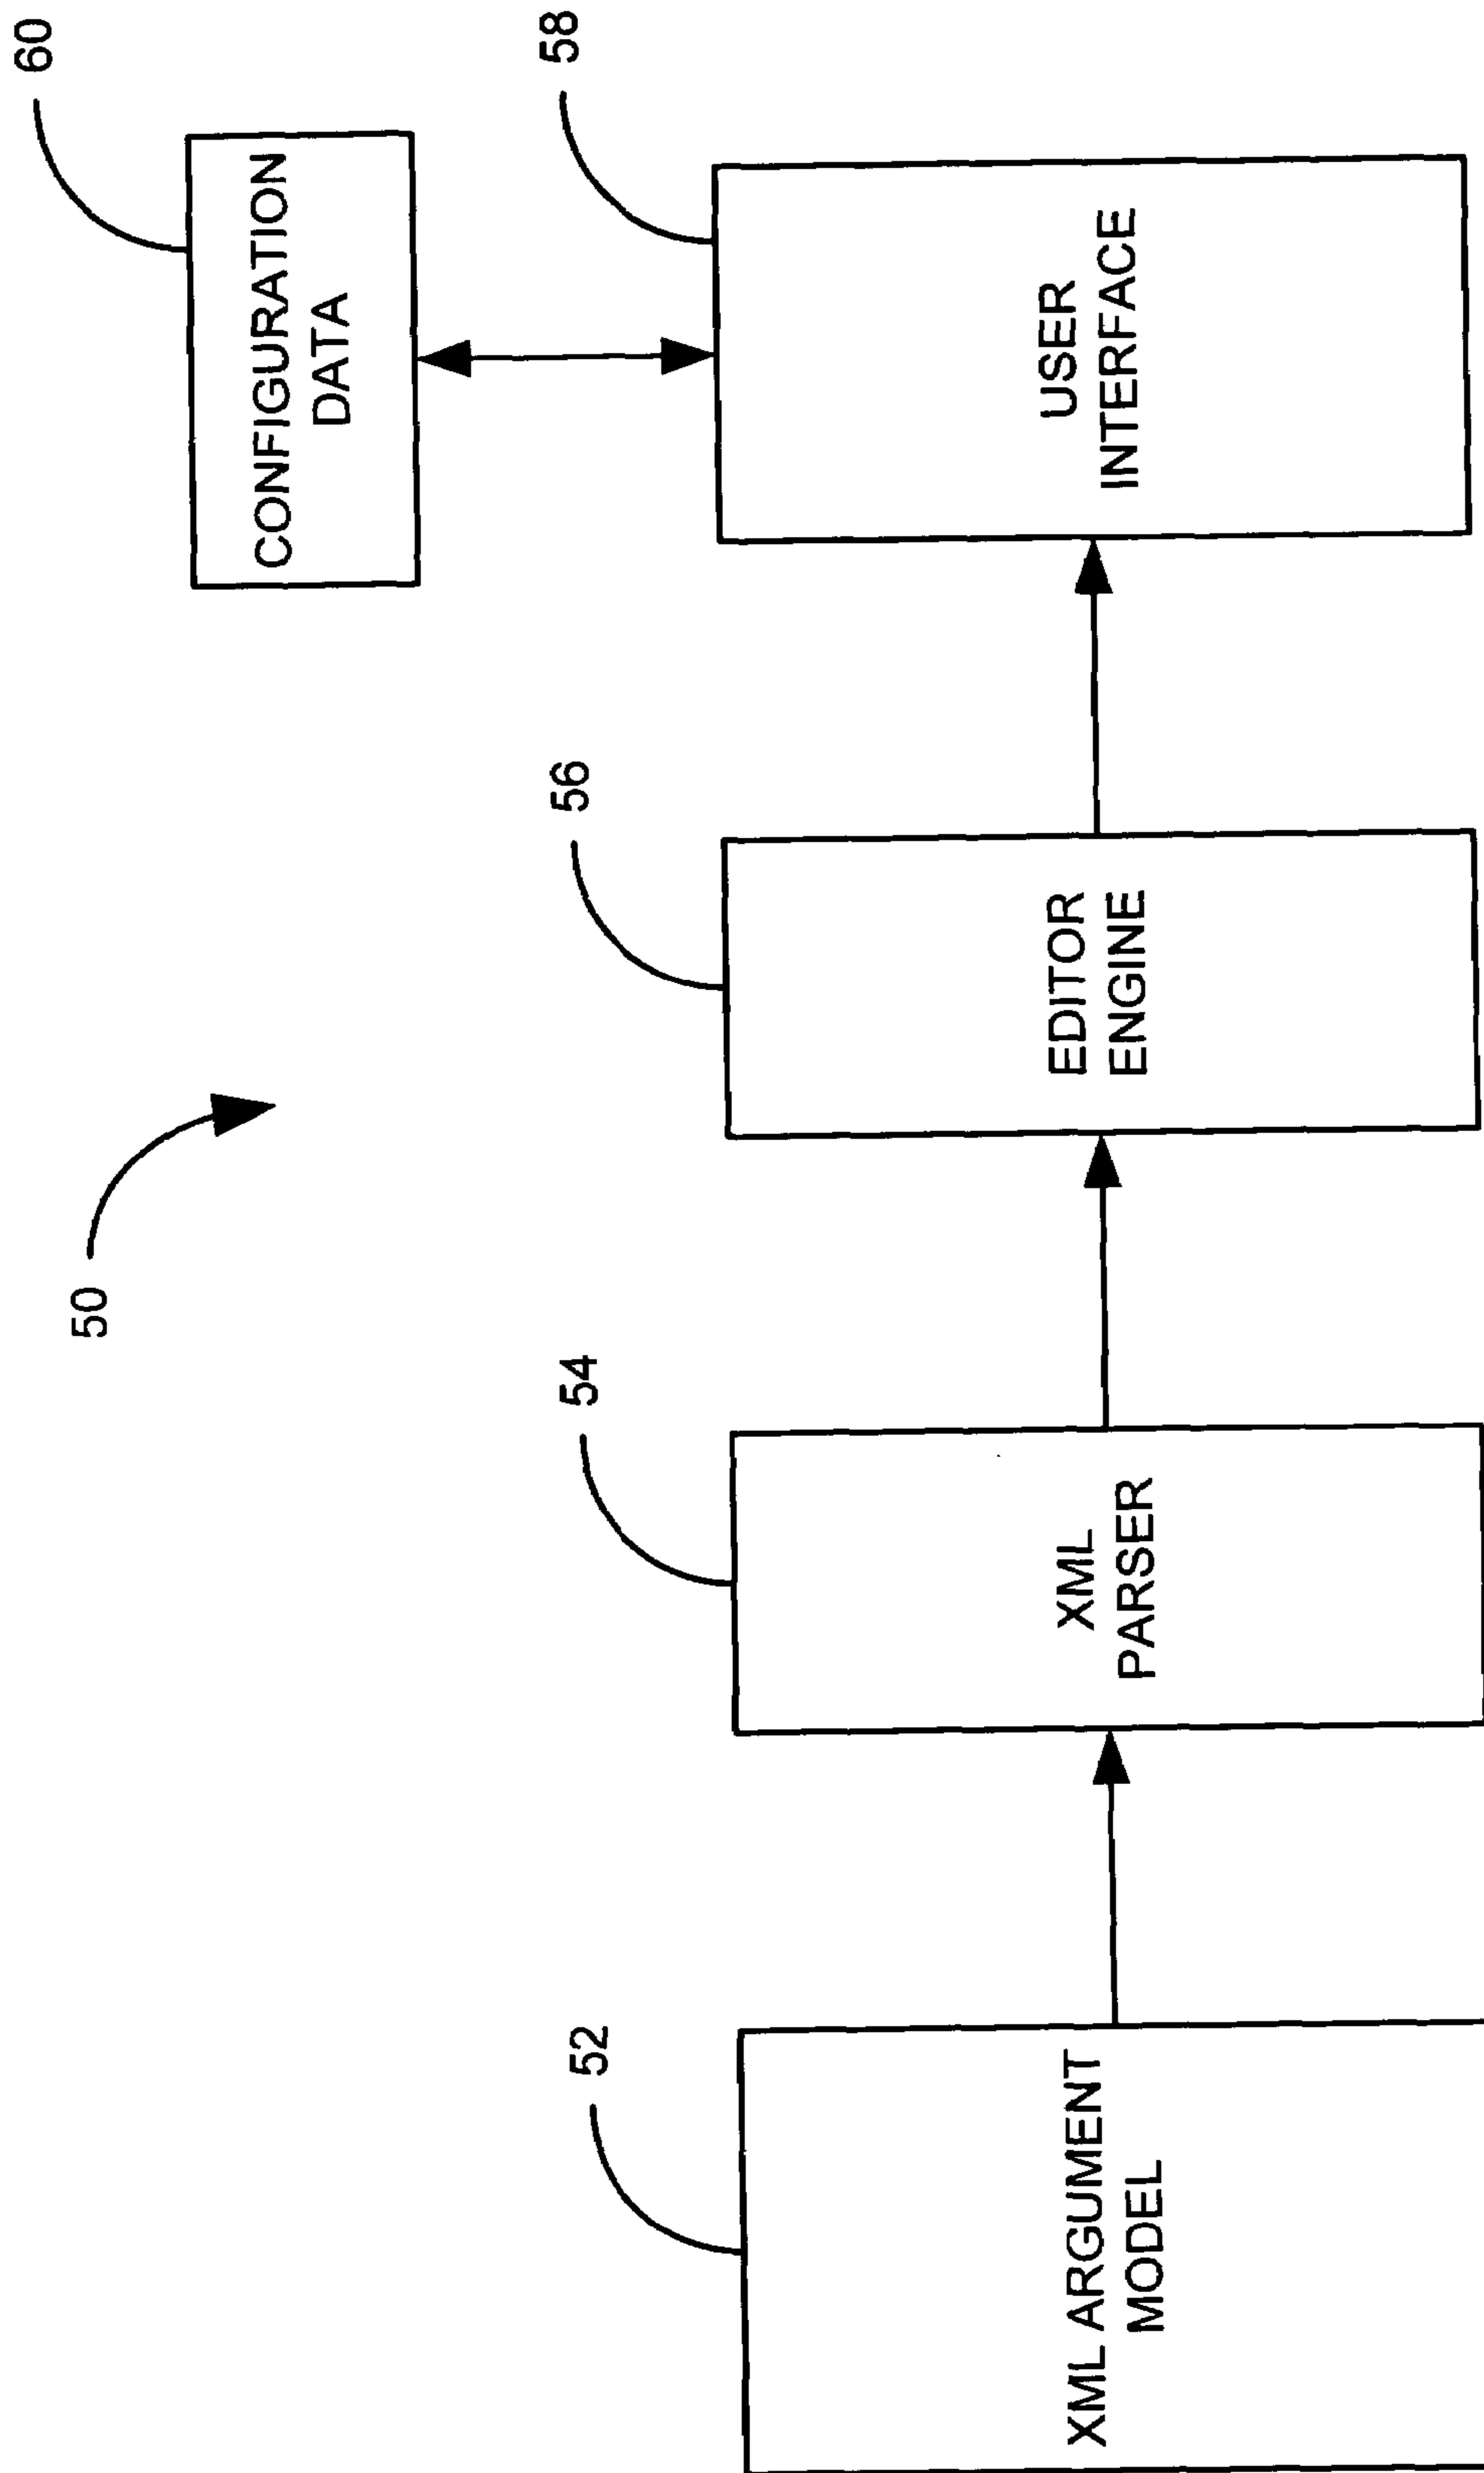 50
60
CONFIGURATION
DATA
52
54
56
58
XML ARGUMENT
MODEL
XML
PARSER
EDITOR
ENGINE
USER
INTERFACE